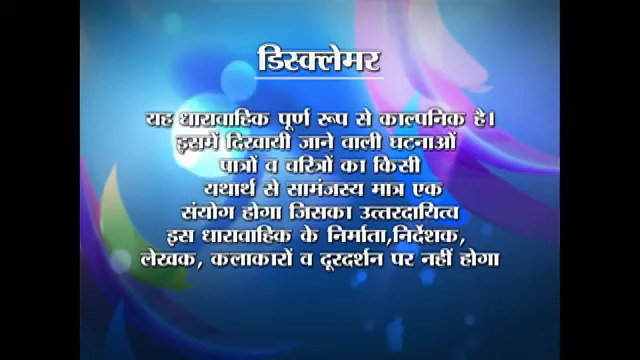 डिस्क्लेमर
यह धारावाहिक पूर्ण रूप से काल्पनिक है।
इसमें दिखायी जाने वाली घटनाओं
पात्रों व चरित्रों का किसी
यथार्थ से सामंजस्य मात्र एक
संयोग होगा जिसका उत्तरदायित्व
इस धारावाहिक के निर्माता,निर्देशक,
लेखक, कलाकारों व दूरदर्शन पर नहीं होगा